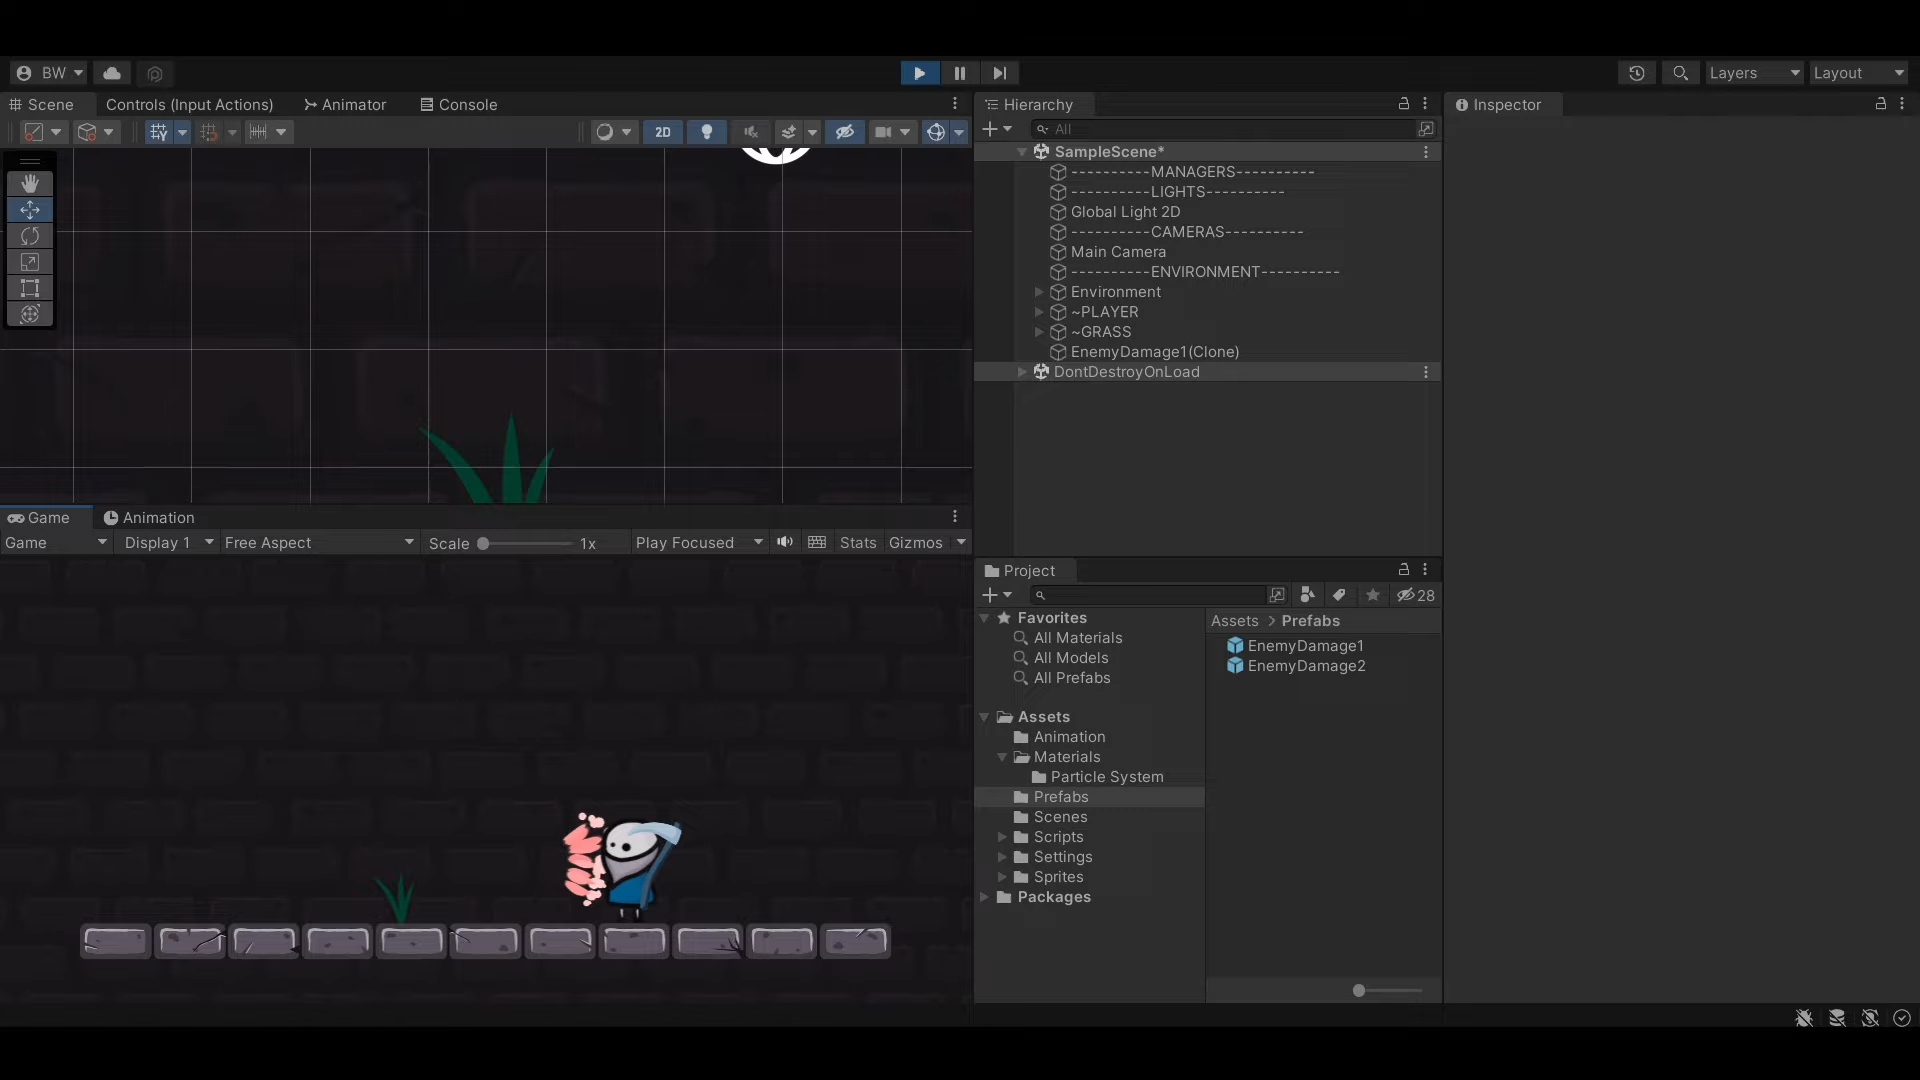 BW
Layers
Layout
Scene
Controls (Input Actions)
Animator
Console
2D
Game
Animation
Game
Display 1
Free Aspect
Scale
1x
Play Focused
Stats
Gizmos
Hierarchy
All
SampleScene*
----------MANAGERS----------
----------LIGHTS----------
Global Light 2D
----------CAMERAS----------
Main Camera
----------ENVIRONMENT----------
Environment
~PLAYER
~GRASS
EnemyDamage1(Clone)
DontDestroyOnLoad
Project
28
Favorites
All Materials
All Models
All Prefabs
Assets
Animation
Materials
Particle System
Prefabs
Scenes
Scripts
Settings
Sprites
Packages
Assets > Prefabs
EnemyDamage1
EnemyDamage2
Inspector